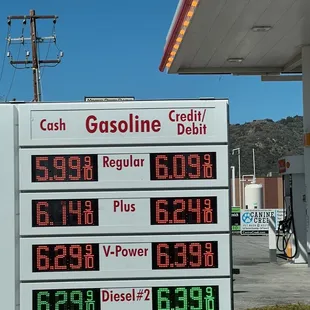 Cash Gasoline Credit/
Debit
5.99 9/10 Regular 6.09 9/10
6.14 9/10 Plus 6.24 9/10
6.29 9/10 V-Power 6.39 9/10
6.29 9/10 Diesel#2 6.39 9/10
CANINE
CREEK